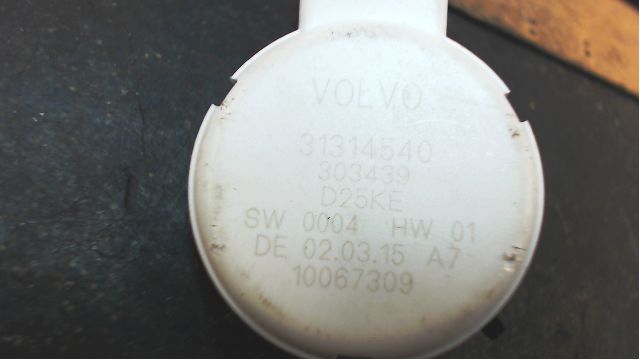 VOLVO
31314540
303439
D25KE
SW 0004 HW 01
DE 02.03.15 A7
10067309